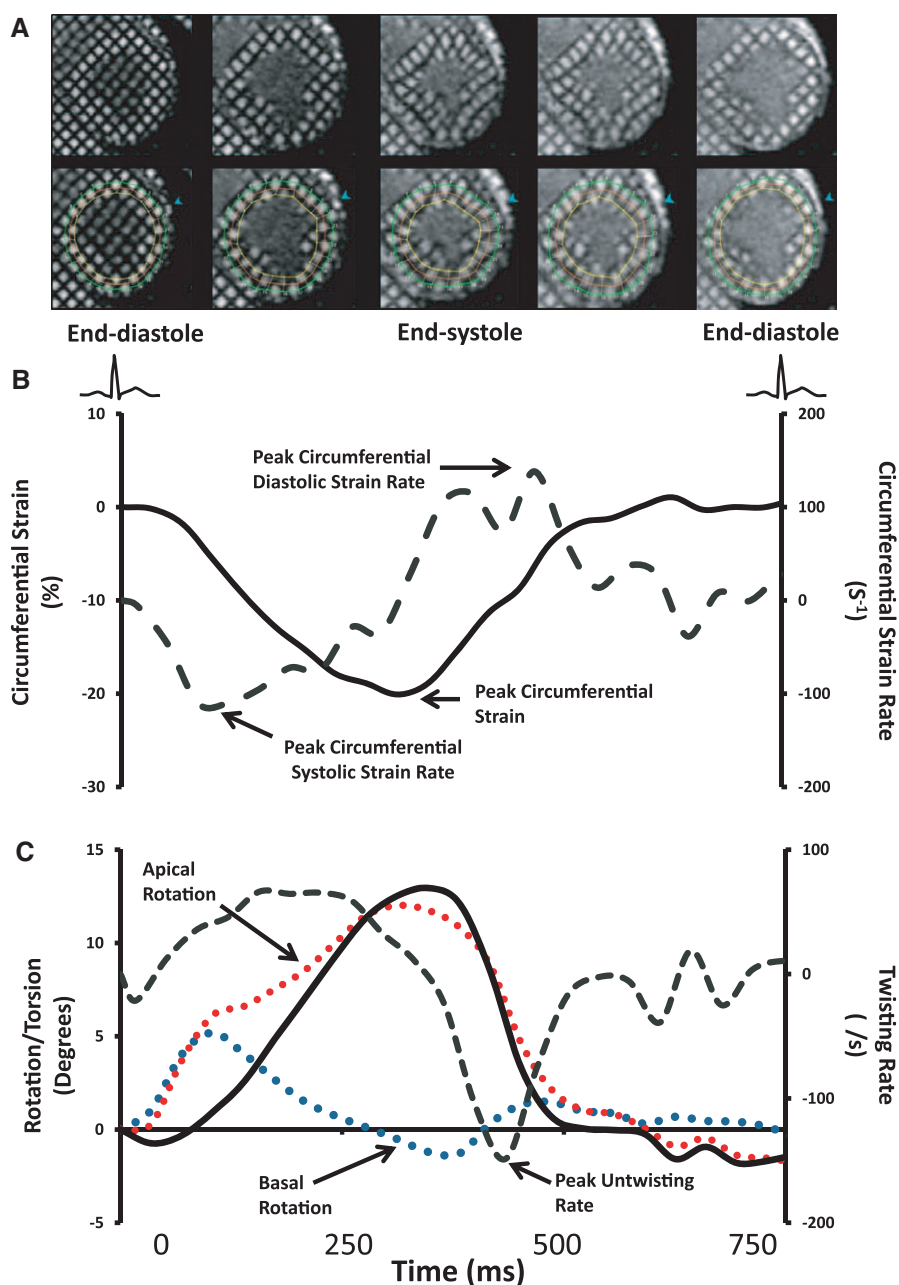 A
End-diastole
End-systole
End-diastole
B
10
0
-10
-20
-30
Circumferential Strain
(%)
Peak Circumferential
Diastolic Strain Rate
Peak Circumferential
Strain
Peak Circumferential
Systolic Strain Rate
200
100
0
-100
-200
Circumferential Strain Rate
(S-1)
C
15
10
5
0
-5
Rotation/Torsion
(Degrees)
Apical
Rotation
Basal
Rotation
Peak Untwisting
Rate
100
0
-100
-200
Twisting Rate
( /s)
0
250
500
750
Time (ms)